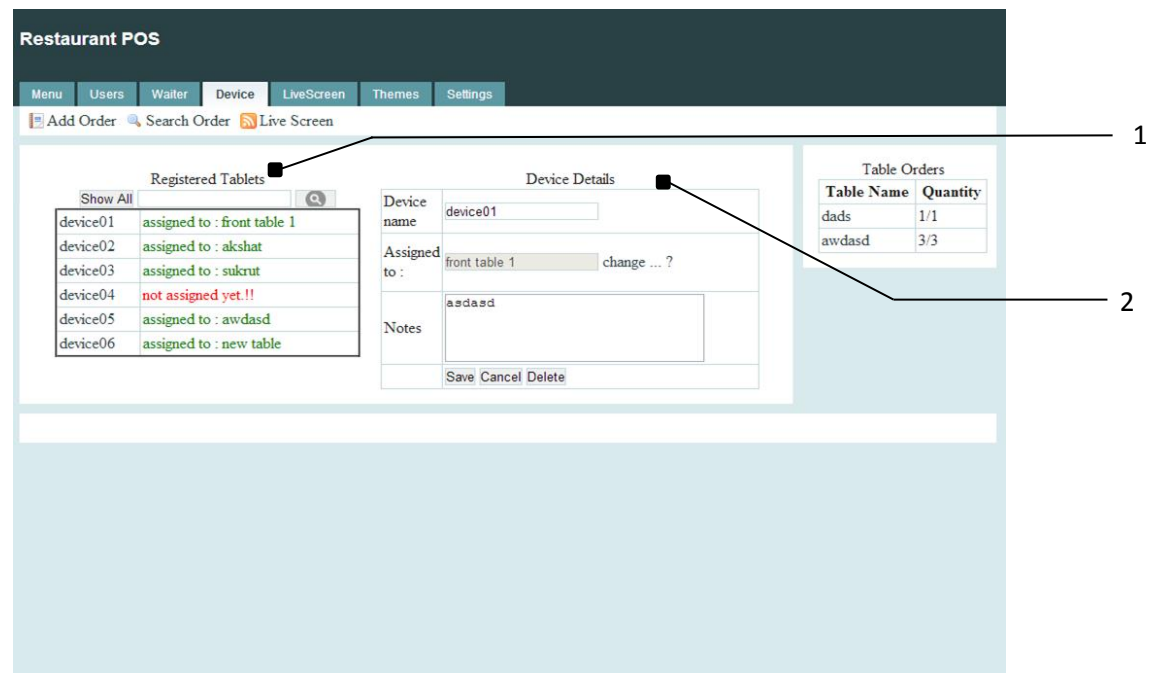 Restaurant POS
Menu Users Waiter Device LiveScreen Themes Settings
Add Order Search Order Live Screen
1
Registered Tablets
Show All
device01 assigned to : front table 1
device02 assigned to : akshat
device03 assigned to : sukrut
device04 not assigned yet.!!
device05 assigned to : awdasd
device06 assigned to : new table
Device Details
Device name device01
Assigned to : front table 1 change ... ?
Notes asdasd
Save Cancel Delete
Table Orders
Table Name Quantity
dads 1/1
awdasd 3/3
2